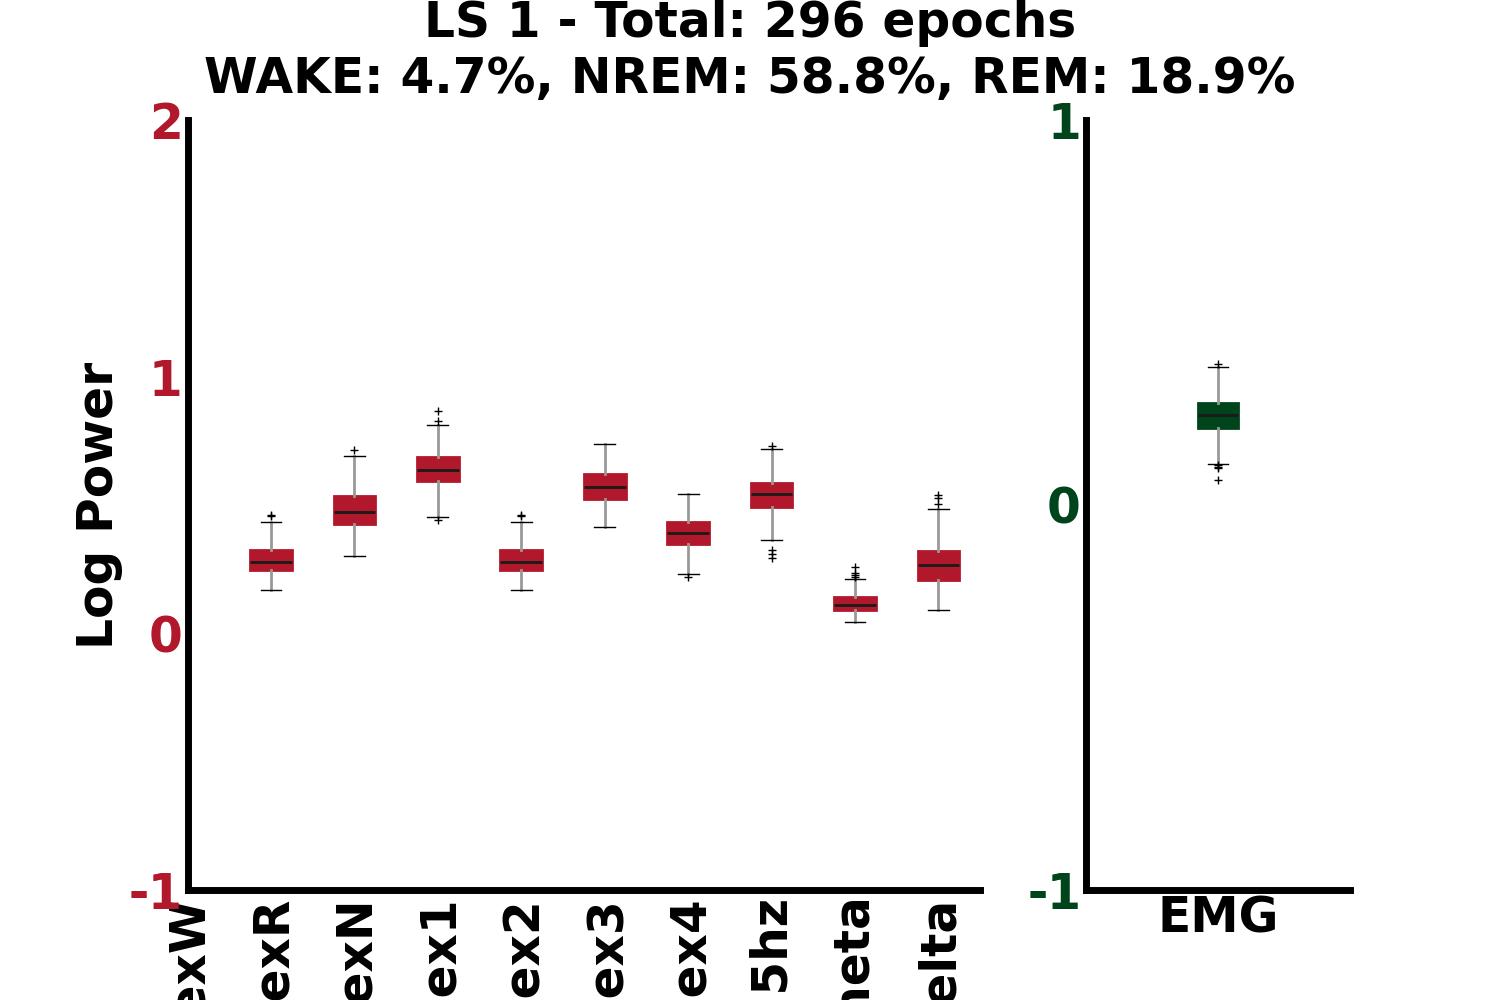 LS 1 - Total: 296 epochs
WAKE: 4.7%, NREM: 58.8%, REM: 18.9%
2
1
0
-1
Log Power
exW
exR
exN
ex1
ex2
ex3
ex4
5hz
eta
elta
1
0
-1
EMG